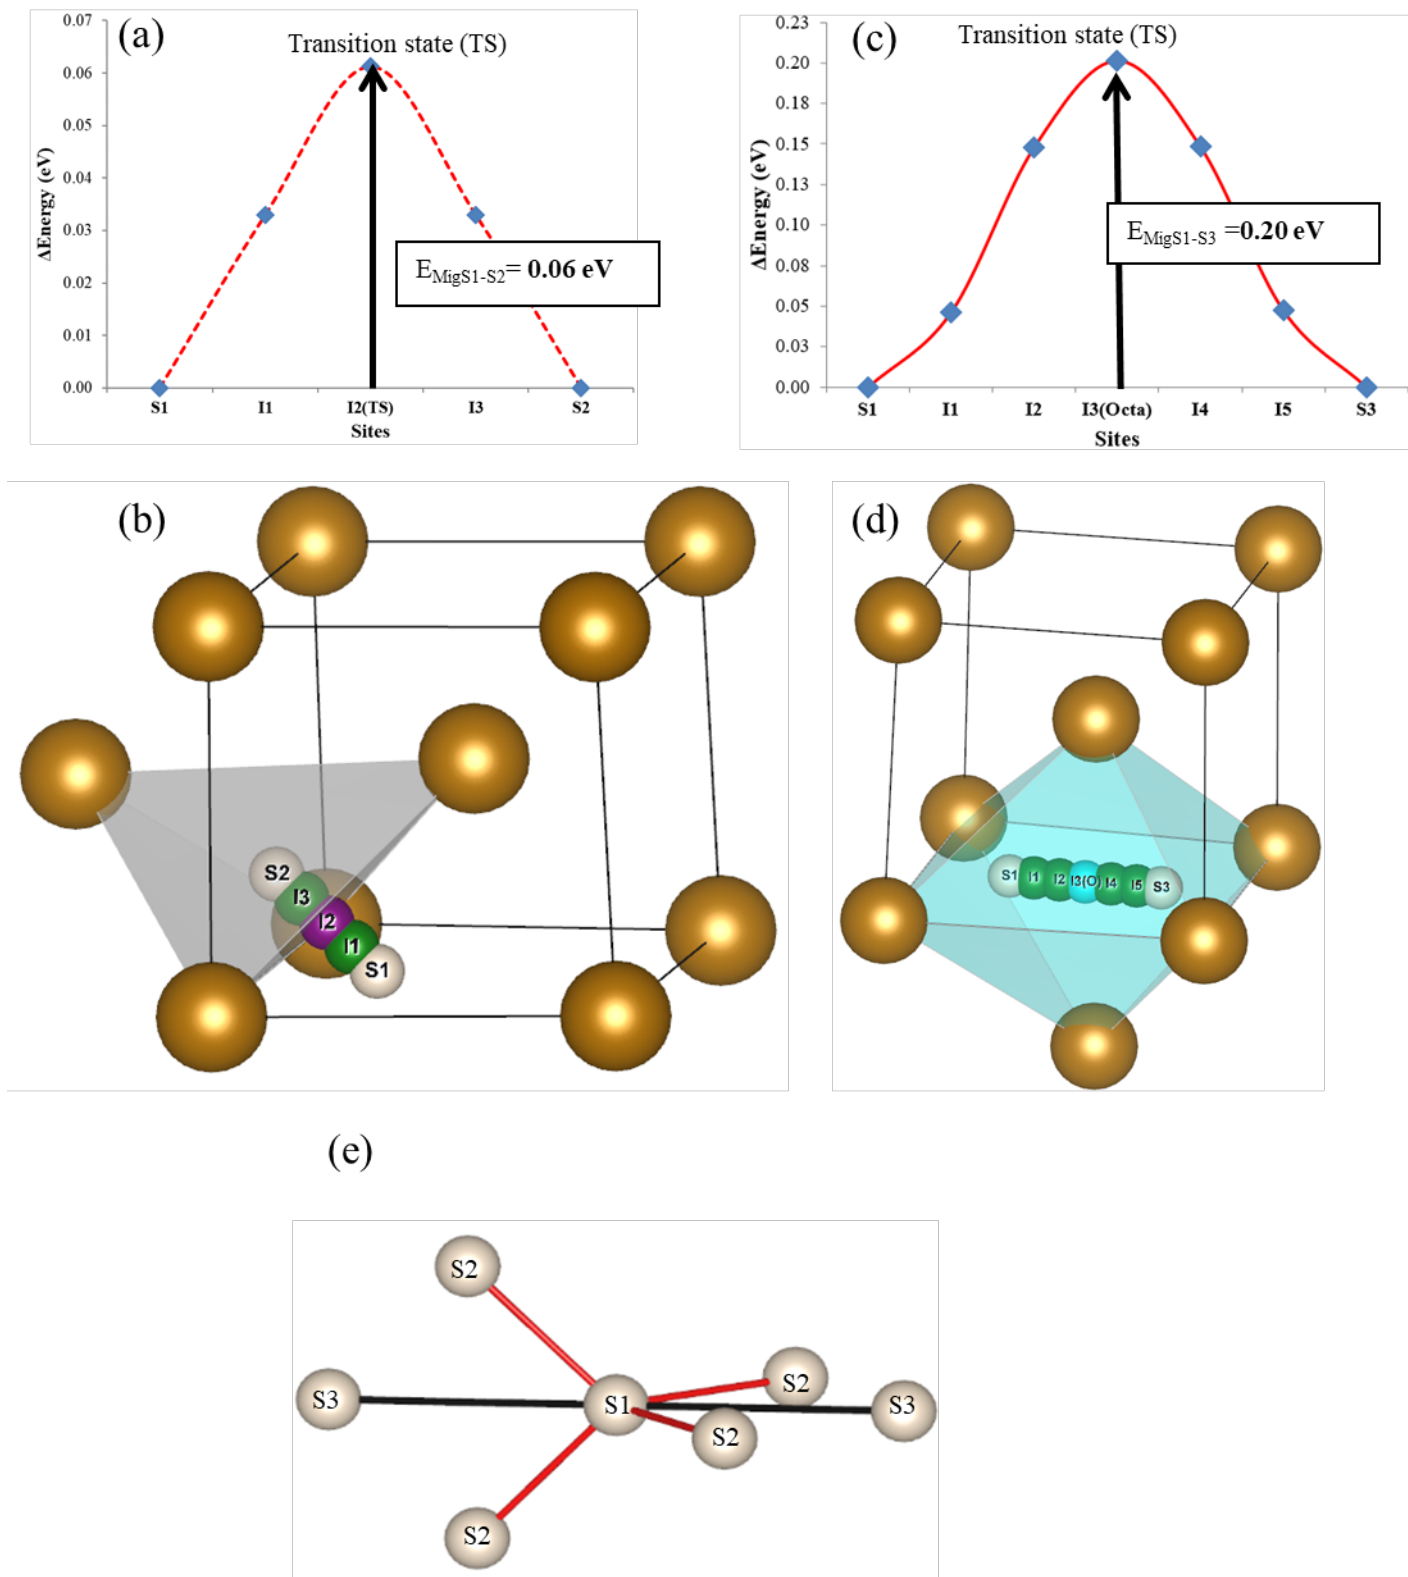 (a)
Transition state (TS)
0.07
0.06
0.05
0.04
0.03
0.02
0.01
0.00
ΔEnergy (eV)
E_MigS1-S2= 0.06 eV
S1 I1 I2(TS) I3 S2
Sites
(c)
Transition state (TS)
0.23
0.20
0.18
0.15
0.13
0.10
0.08
0.05
0.03
0.00
ΔEnergy (eV)
E_MigS1-S3 =0.20 eV
S1 I1 I2 I3(Octa) I4 I5 S3
Sites
(b)
S2
I3
I2
I1
S1
(d)
S1 I1 I2 I3(O) I4 I5 S3
(e)
S2
S3 S1 S2 S3
S2
S2